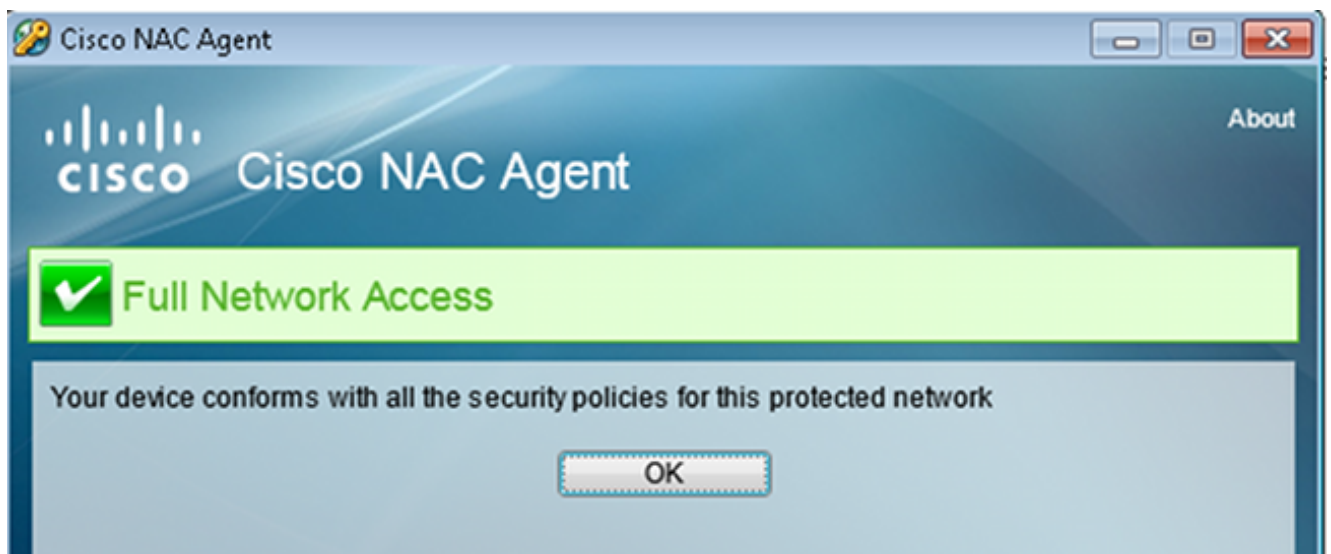 Cisco NAC Agent
About
CISCO Cisco NAC Agent
Full Network Access
Your device conforms with all the security policies for this protected network
OK